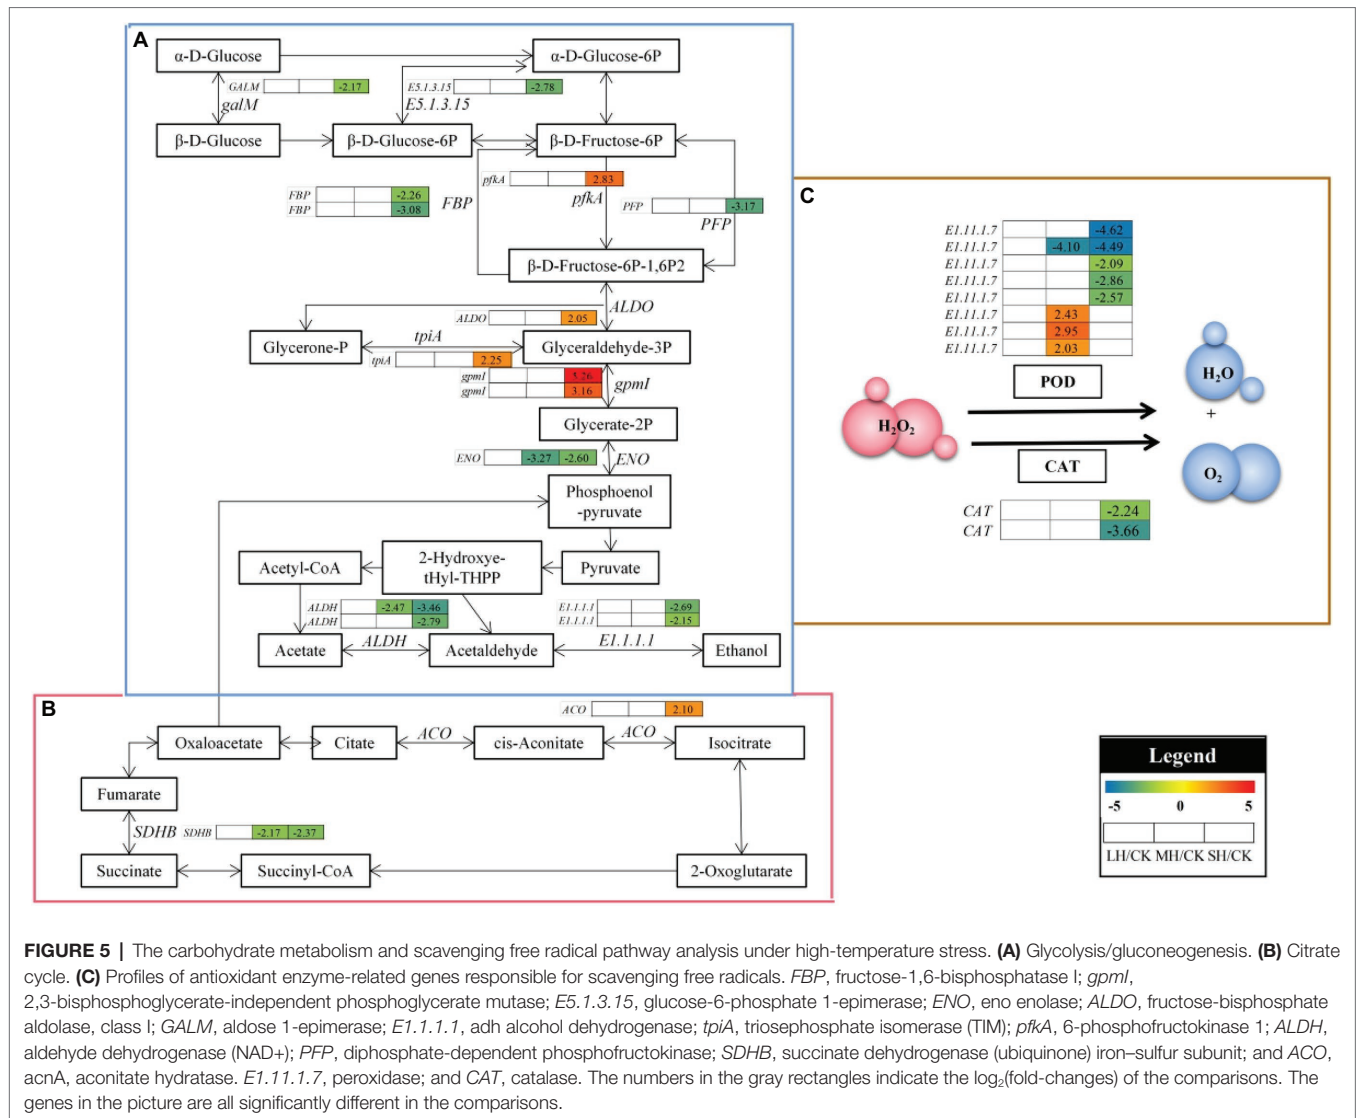 A
α-D-Glucose
α-D-Glucose-6P
GALM -2.17
galM
E5.1.3.15 -2.78
E5.1.3.15
β-D-Glucose
β-D-Glucose-6P
β-D-Fructose-6P
FBP -2.26
FBP -3.08
FBP
pfkA 2.83
pfkA
PFP -3.17
PFP
β-D-Fructose-6P-1,6P2
ALDO
ALDO 2.05
Glycerone-P
tpiA
Glyceraldehyde-3P
tpiA 2.25
gpmI 5.26
gpmI 3.16
gpmI
Glycerate-2P
ENO -3.27 -2.60
ENO
Phosphoenol
-pyruvate
Acetyl-CoA
2-Hydroxye-
tHyl-THPP
Pyruvate
ALDH -2.47 -3.46
ALDH -2.79
E1.1.1.1 -2.69
E1.1.1.1 -2.15
Acetate
ALDH
Acetaldehyde
E1.1.1.1
Ethanol
B
ACO 2.10
Oxaloacetate
Citrate
ACO
cis-Aconitate
ACO
Isocitrate
Fumarate
SDHB
SDHB -2.17 -2.37
Succinate
Succinyl-CoA
2-Oxoglutarate
C
E1.11.1.7 -4.62
E1.11.1.7 -4.10 -4.49
E1.11.1.7 -2.09
E1.11.1.7 -2.86
E1.11.1.7 -2.57
E1.11.1.7 2.43
E1.11.1.7 2.95
E1.11.1.7 2.03
POD
H₂O₂
H₂O
+
O₂
CAT
CAT -2.24
CAT -3.66
Legend
-5 0 5
LH/CK MH/CK SH/CK
FIGURE 5 | The carbohydrate metabolism and scavenging free radical pathway analysis under high-temperature stress. (A) Glycolysis/gluconeogenesis. (B) Citrate
cycle. (C) Profiles of antioxidant enzyme-related genes responsible for scavenging free radicals. FBP, fructose-1,6-bisphosphatase I; gpmI,
2,3-bisphosphoglycerate-independent phosphoglycerate mutase; E5.1.3.15, glucose-6-phosphate 1-epimerase; ENO, eno enolase; ALDO, fructose-bisphosphate
aldolase, class I; GALM, aldose 1-epimerase; E1.1.1.1, adh alcohol dehydrogenase; tpiA, triosephosphate isomerase (TIM); pfkA, 6-phosphofructokinase 1; ALDH,
aldehyde dehydrogenase (NAD+); PFP, diphosphate-dependent phosphofructokinase; SDHB, succinate dehydrogenase (ubiquinone) iron–sulfur subunit; and ACO,
acnA, aconitate hydratase. E1.11.1.7, peroxidase; and CAT, catalase. The numbers in the gray rectangles indicate the log₂(fold-changes) of the comparisons. The
genes in the picture are all significantly different in the comparisons.